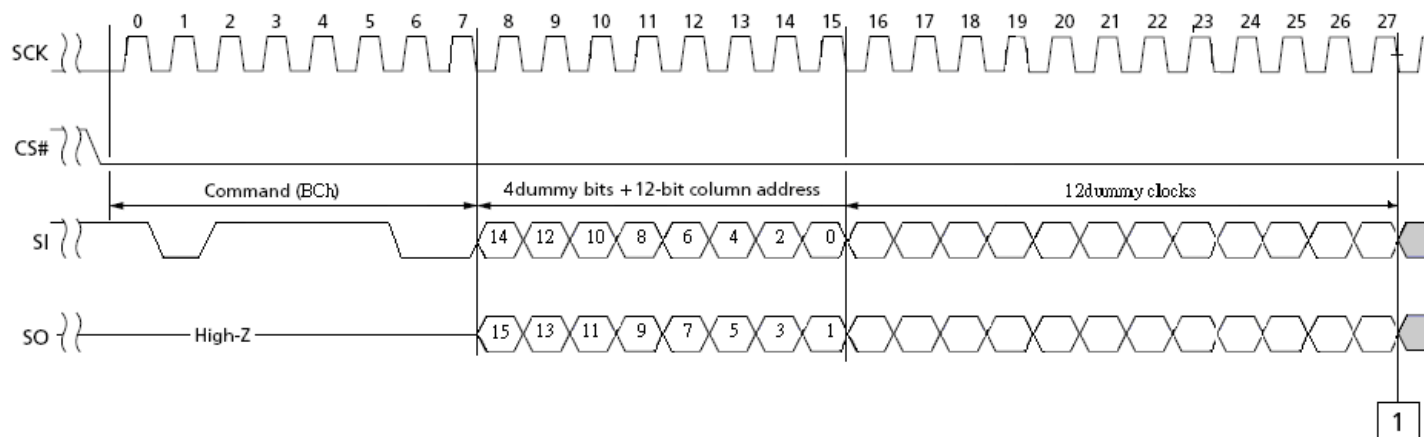 0 1 2 3 4 5 6 7 8 9 10 11 12 13 14 15 16 17 18 19 20 21 22 23 24 25 26 27
SCK
CS#
Command (BCh) 4dummy bits + 12-bit column address 12dummy clocks
SI 14 12 10 8 6 4 2 0
SO High-Z 15 13 11 9 7 5 3 1
1